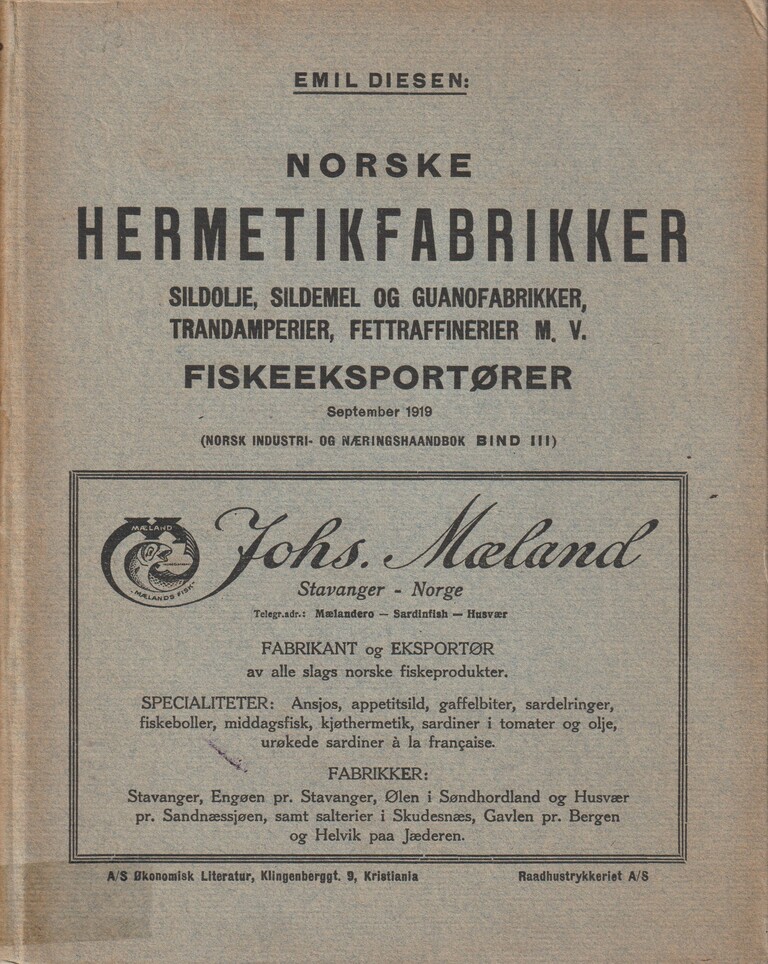 EMIL DIESEN:
NORSKE
HERMETIKFABRIKKER
SILDOLJE, SILDEMEL OG GUANOFABRIKKER,
TRANDAMPERIER, FETTRAFFINERIER M. V.
FISKEEKSPORTØRER
September 1919
(NORSK INDUSTRI- OG NÆRINGSHAANDBOK BIND III)
MÆLAND
MÆLANDS FISK
Johs. Mæland
Stavanger - Norge
Telegr.adr.: Mælandero — Sardinfish — Husvær
FABRIKANT og EKSPORTØR
av alle slags norske fiskeprodukter.
SPECIALITETER: Ansjos, appetitsild, gaffelbiter, sardelringer,
fiskeboller, middagsfisk, kjøthermetik, sardiner i tomater og olje,
urøkede sardiner à la française.
FABRIKKER:
Stavanger, Engøen pr. Stavanger, Ølen i Søndhordland og Husvær
pr. Sandnæssjøen, samt salterier i Skudesnæs, Gavlen pr. Bergen
og Helvik paa Jæderen.
A/S Økonomisk Literatur, Klingenberggt. 9, Kristiania Raadhustrykkeriet A/S